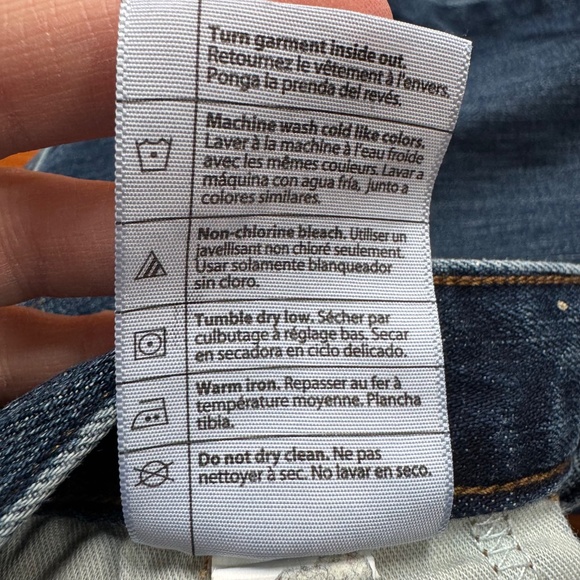 Turn garment inside out.
Retournez le vêtement à l'envers.
Ponga la prenda del revés.
Machine wash cold like colors.
Laver à la machine à l'eau froide
avec les mêmes couleurs. Lavar a
máquina con agua fría, junto a
colores similares.
Non-chlorine bleach. Utiliser un
javellisant non chloré seulement.
Usar solamente blanqueador
sin cloro.
Tumble dry low. Sécher par
culbutage à réglage bas. Secar
en secadora en ciclo delicado.
Warm iron. Repasser au fer à
température moyenne. Plancha
tibia.
Do not dry clean. Ne pas
nettoyer à sec. No lavar en seco.